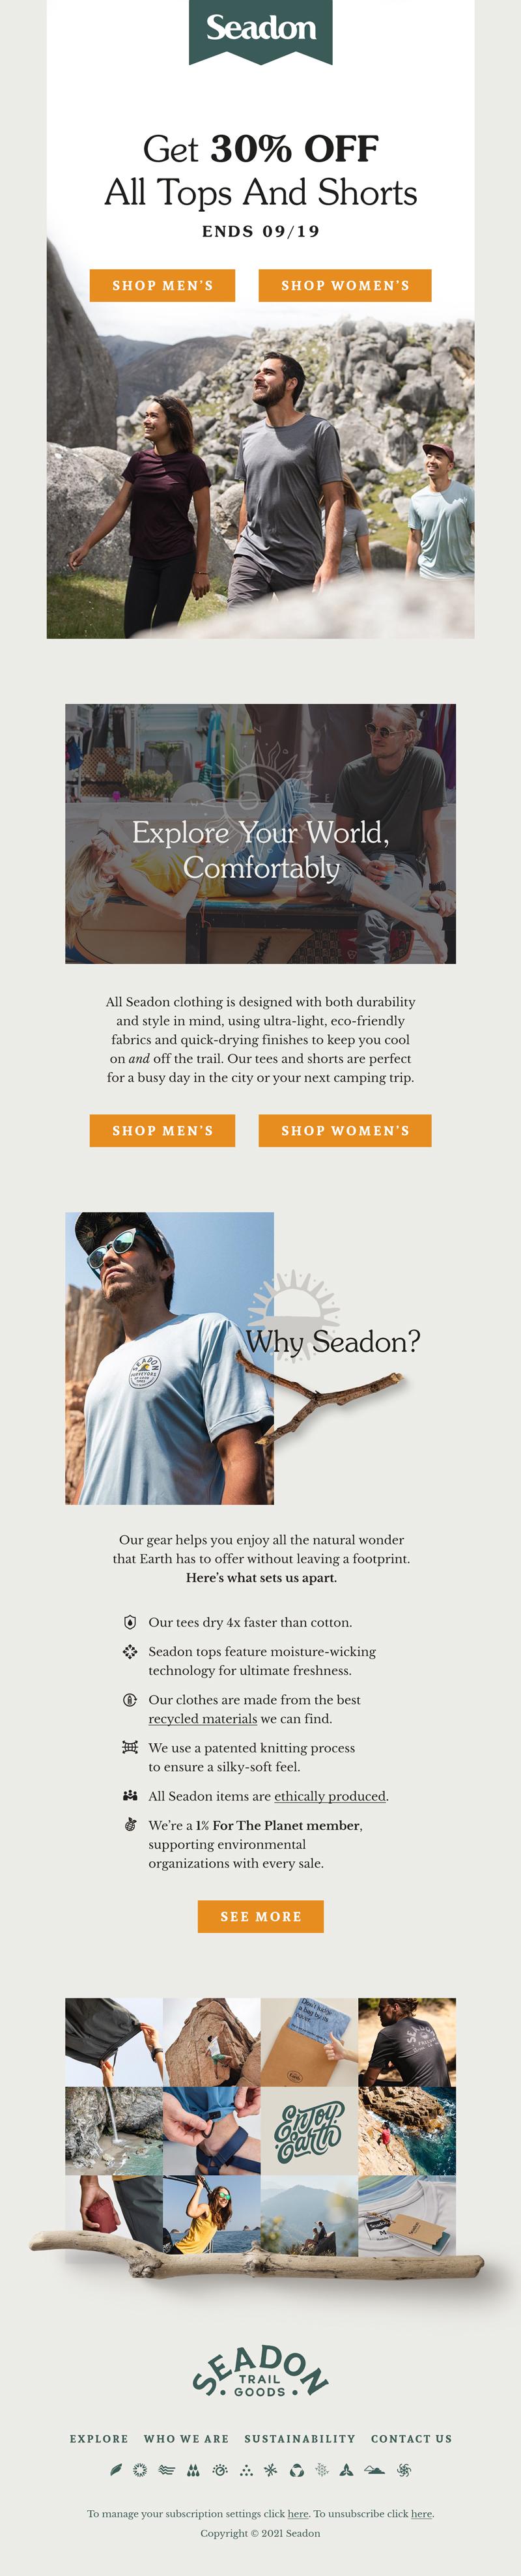 Seadon
Get 30% OFF
All Tops And Shorts
ENDS 09/19
SHOP MEN'S
SHOP WOMEN'S
Explore Your World,
Comfortably
All Seadon clothing is designed with both durability
and style in mind, using ultra-light, eco-friendly
fabrics and quick-drying finishes to keep you cool
on and off the trail. Our tees and shorts are perfect
for a busy day in the city or your next camping trip.
SHOP MEN'S
SHOP WOMEN'S
SEADON
SURVEYORS
Why Seadon?
Our gear helps you enjoy all the natural wonder
that Earth has to offer without leaving a footprint.
Here's what sets us apart.
Our tees dry 4x faster than cotton.
Seadon tops feature moisture-wicking
technology for ultimate freshness.
Our clothes are made from the best
recycled materials we can find.
We use a patented knitting process
to ensure a silky-soft feel.
All Seadon items are ethically produced.
We're a 1% For The Planet member,
supporting environmental
organizations with every sale.
SEE MORE
Don't judge
a bag by its
Enjoy
Earth
Seadon
M
SEADON
TRAIL
GOODS
EXPLORE
WHO WE ARE
SUSTAINABILITY
CONTACT US
To manage your subscription settings click here. To unsubscribe click here.
Copyright © 2021 Seadon